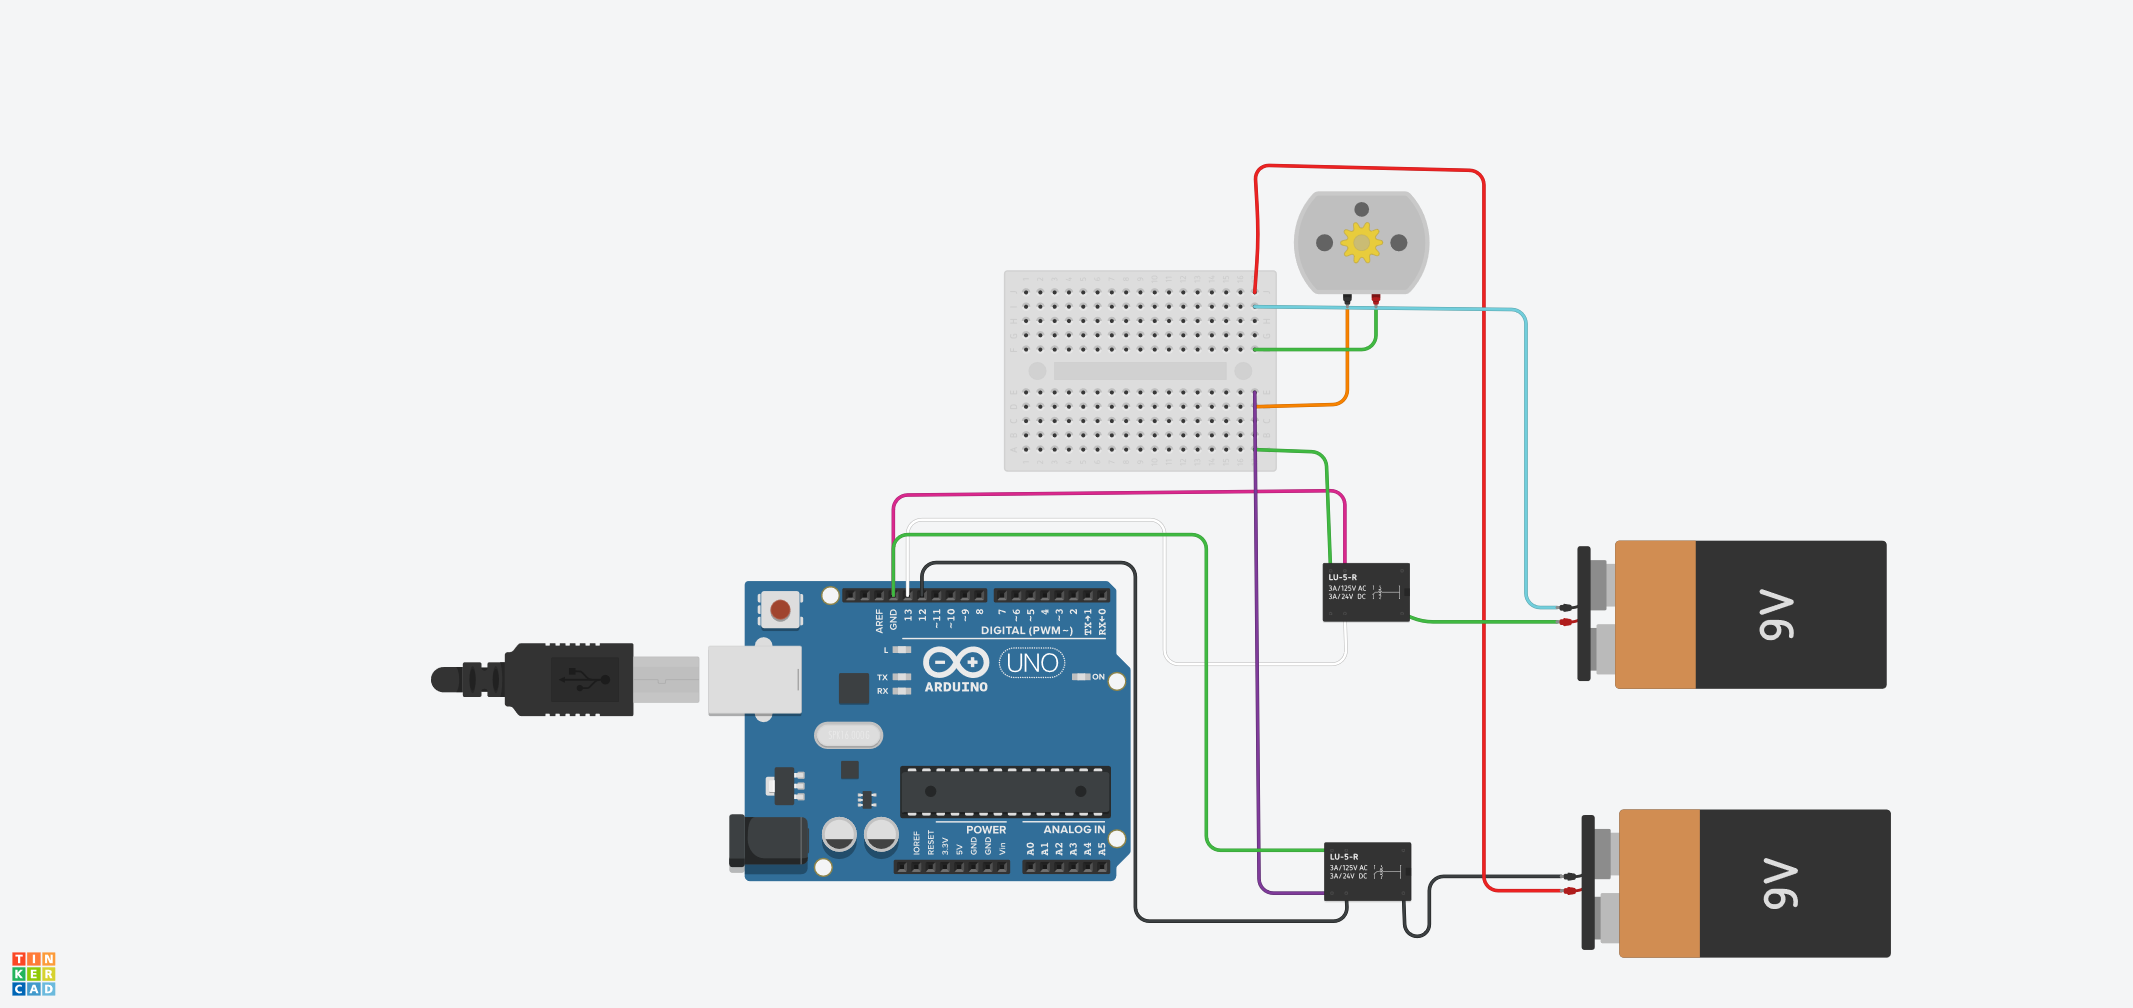 LU-5-R
3A/125V AC
3A/24V DC
9V
AREF
GND
13
12
~11
~10
~9
8
7
~6
~5
4
~3
2
TX→1
RX←0
DIGITAL (PWM~)
L
TX
RX
ARDUINO
UNO
ON
POWER
ANALOG IN
IOREF
RESET
3.3V
5V
GND
GND
Vin
A0
A1
A2
A3
A4
A5
LU-5-R
3A/125V AC
3A/24V DC
9V
TIN
KER
CAD